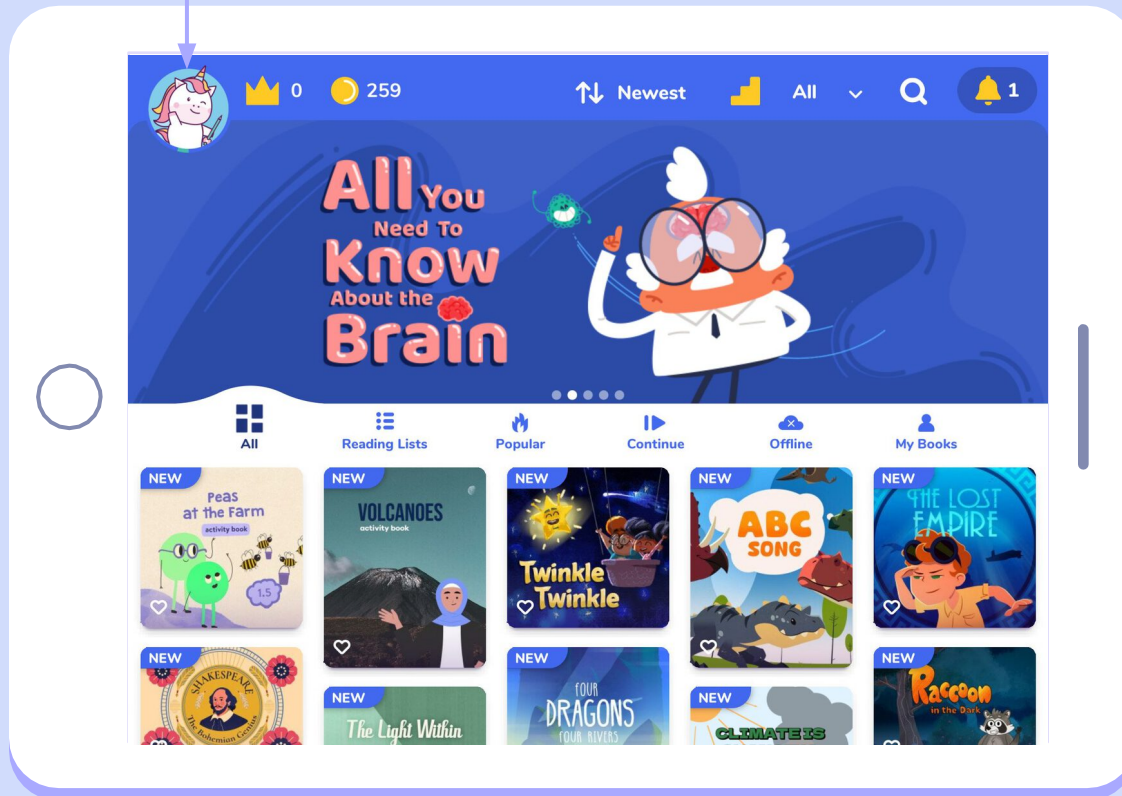 0
259
Newest
All
1
All You
Need To
Know
About the
Brain
All
Reading Lists
Popular
Continue
Offline
My Books
NEW
Peas
at the Farm
activity book
1.5
NEW
VOLCANOES
activity book
NEW
Twinkle
Twinkle
NEW
ABC
SONG
NEW
THE LOST
EMPIRE
NEW
SHAKESPEARE
The Bohemian Genius
NEW
The Light Within
NEW
FOUR
DRAGONS
FOUR RIVERS
NEW
CLIMATE IS
NEW
Raccoon
in the Dark